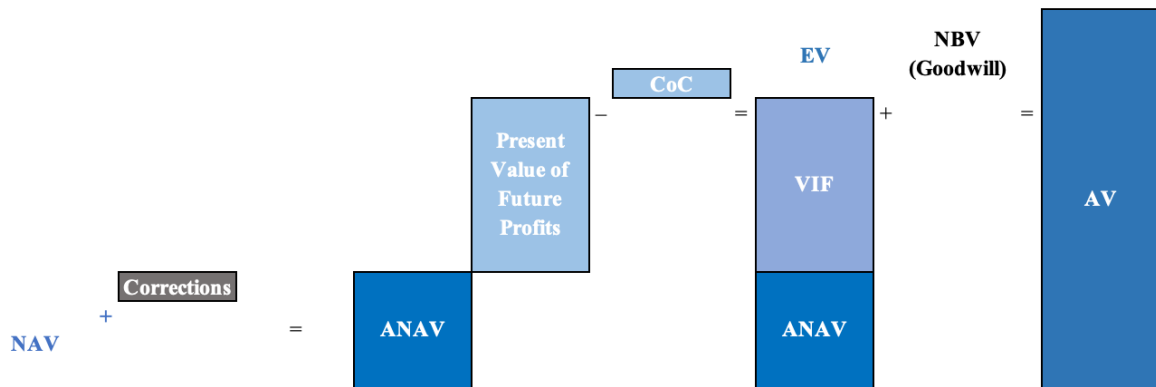 NAV
+
Corrections
=
ANAV
Present
Value of
Future
Profits
–
CoC
=
EV
VIF
ANAV
+
NBV
(Goodwill)
=
AV